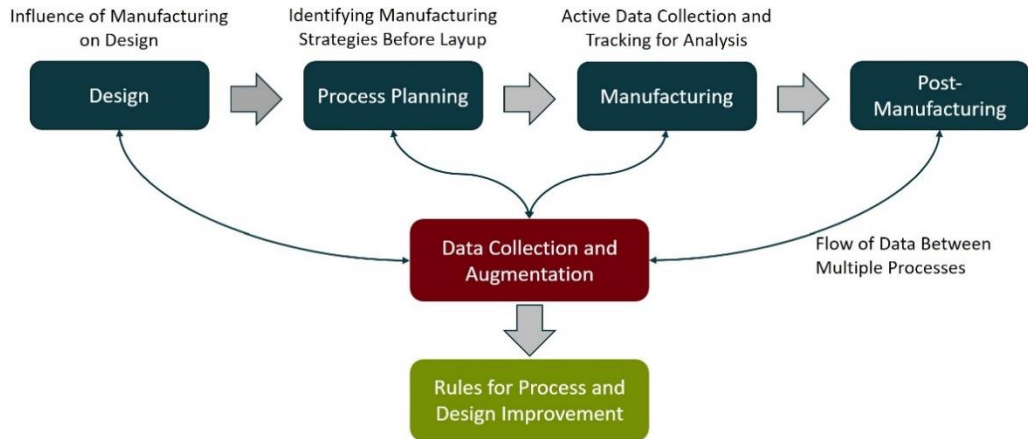 Influence of Manufacturing
on Design
Identifying Manufacturing
Strategies Before Layup
Active Data Collection and
Tracking for Analysis
Design
Process Planning
Manufacturing
Post-
Manufacturing
Data Collection and
Augmentation
Flow of Data Between
Multiple Processes
Rules for Process and
Design Improvement